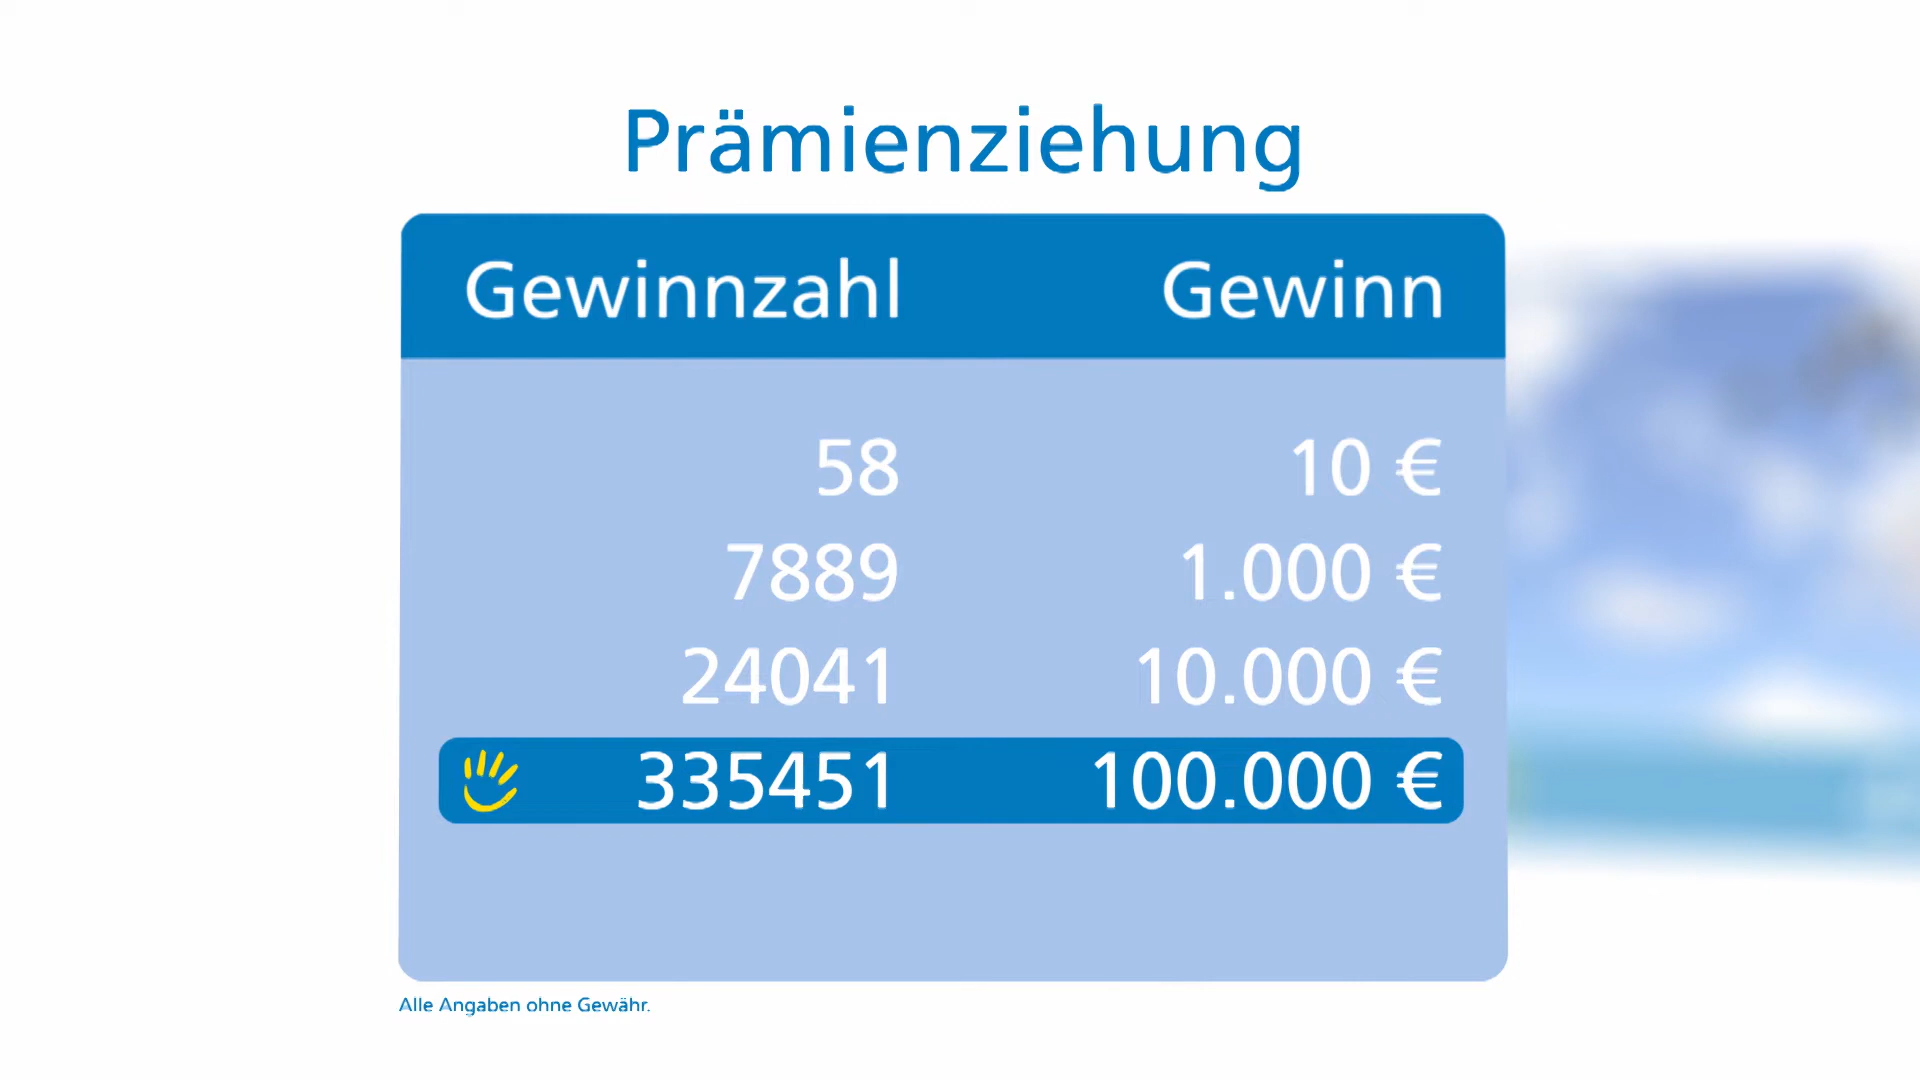 Prämienziehung
Gewinnzahl Gewinn
58 10 €
7889 1.000 €
24041 10.000 €
335451 100.000 €
Alle Angaben ohne Gewähr.